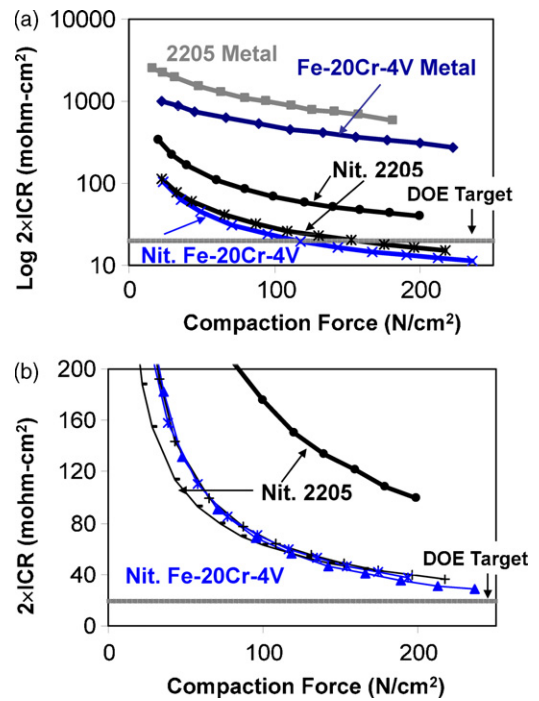 (a)
10000
1000
100
10
Log 2×ICR (mohm-cm²)
2205 Metal
Fe-20Cr-4V Metal
Nit. 2205
DOE Target
Nit. Fe-20Cr-4V
0
100
200
Compaction Force (N/cm²)
(b)
200
160
120
80
40
0
2×ICR (mohm-cm²)
Nit. 2205
DOE Target
Nit. Fe-20Cr-4V
0
100
200
Compaction Force (N/cm²)